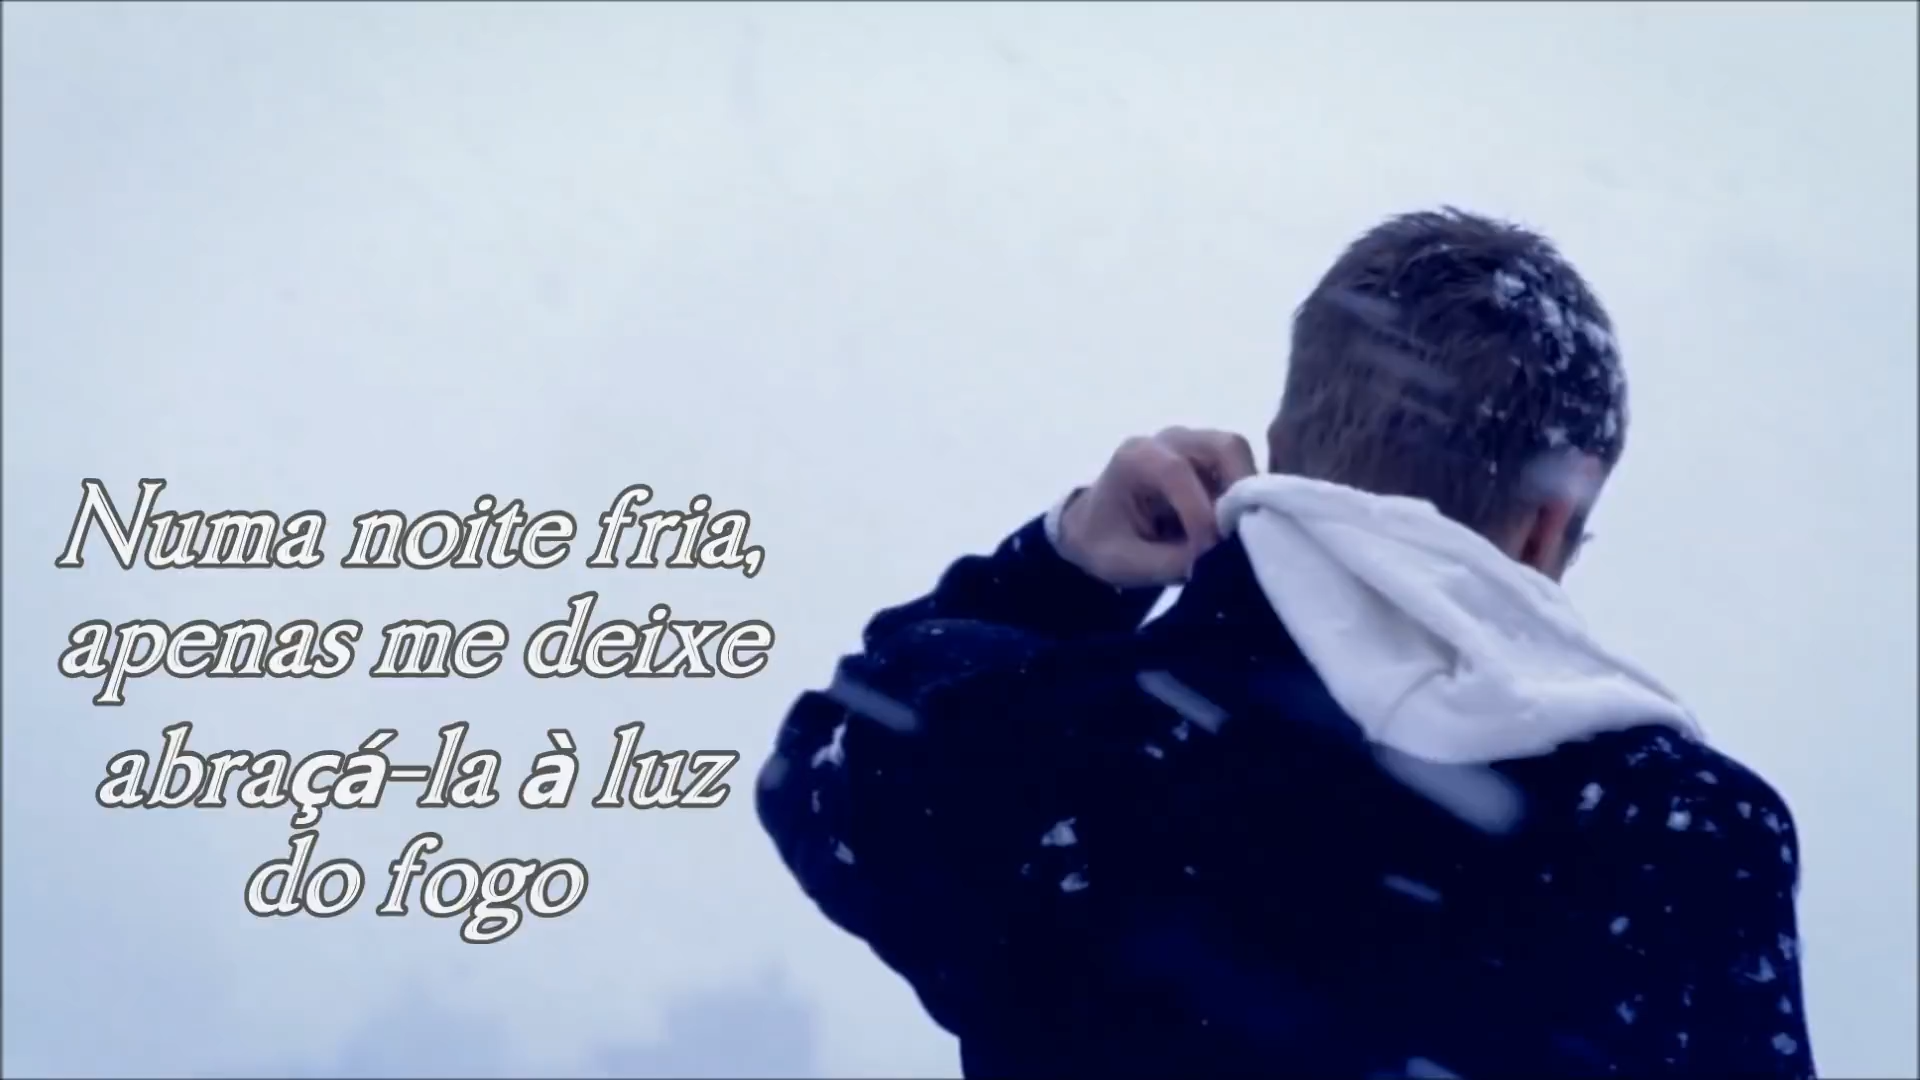 Numa noite fria,
apenas me deixe
abraçá-la à luz
do fogo